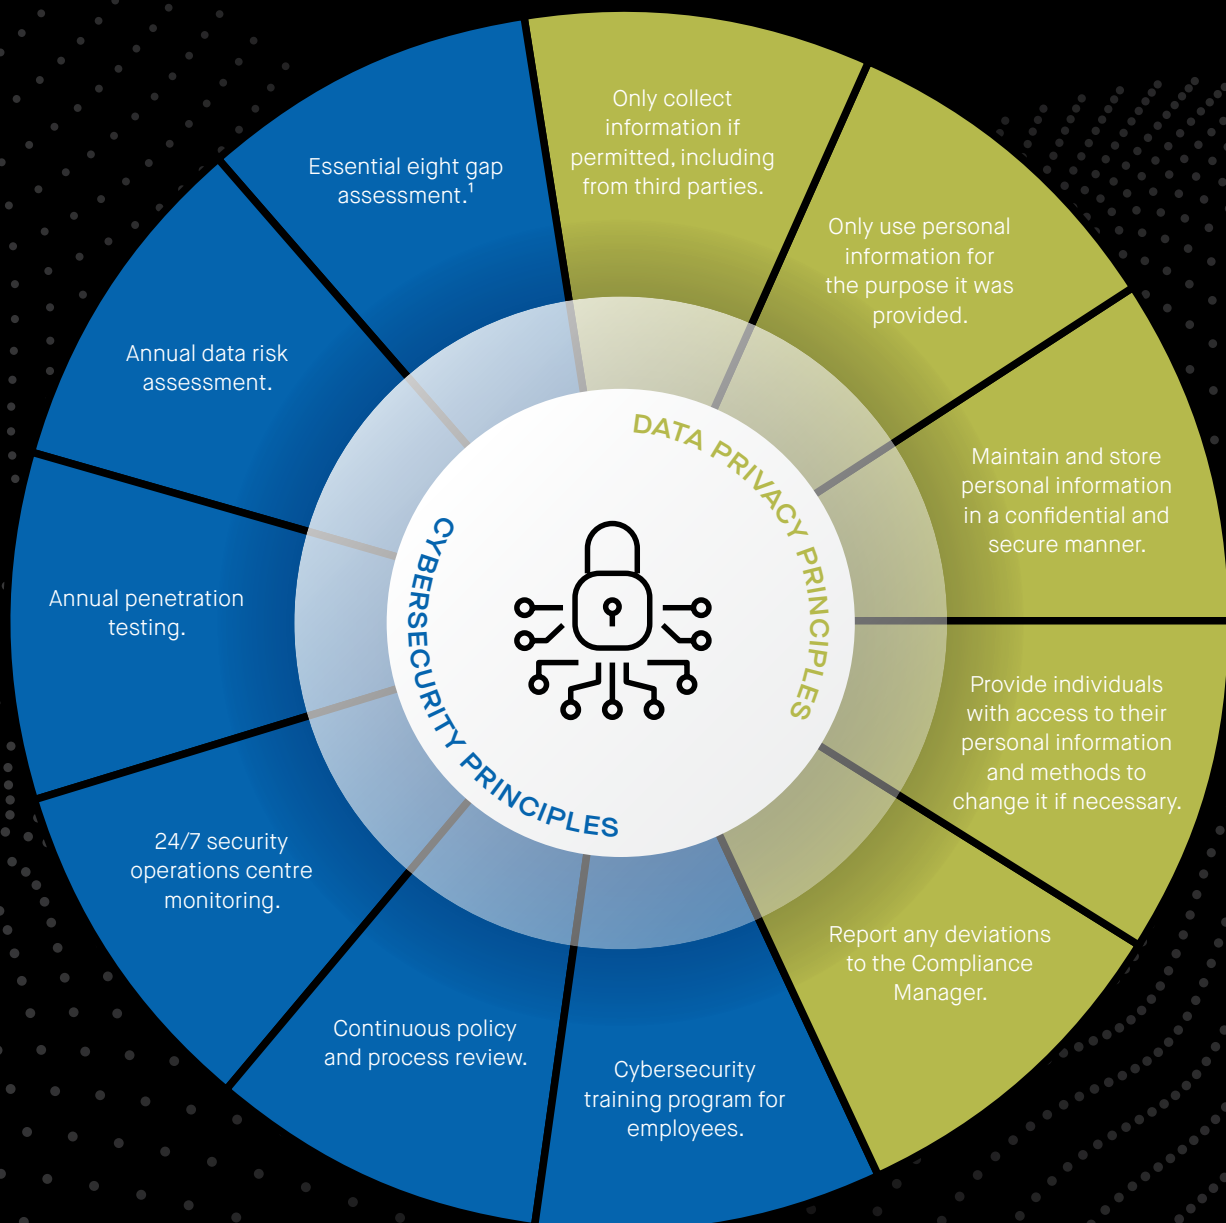 Only collect
information if
permitted, including
from third parties.
Only use personal
information for
the purpose it was
provided.
Maintain and store
personal information
in a confidential and
secure manner.
Provide individuals
with access to their
personal information
and methods to
change it if necessary.
Report any deviations
to the Compliance
Manager.
Cybersecurity
training program for
employees.
Continuous policy
and process review.
24/7 security
operations centre
monitoring.
Annual penetration
testing.
Annual data risk
assessment.
Essential eight gap
assessment.¹
DATA PRIVACY PRINCIPLES
CYBERSECURITY PRINCIPLES